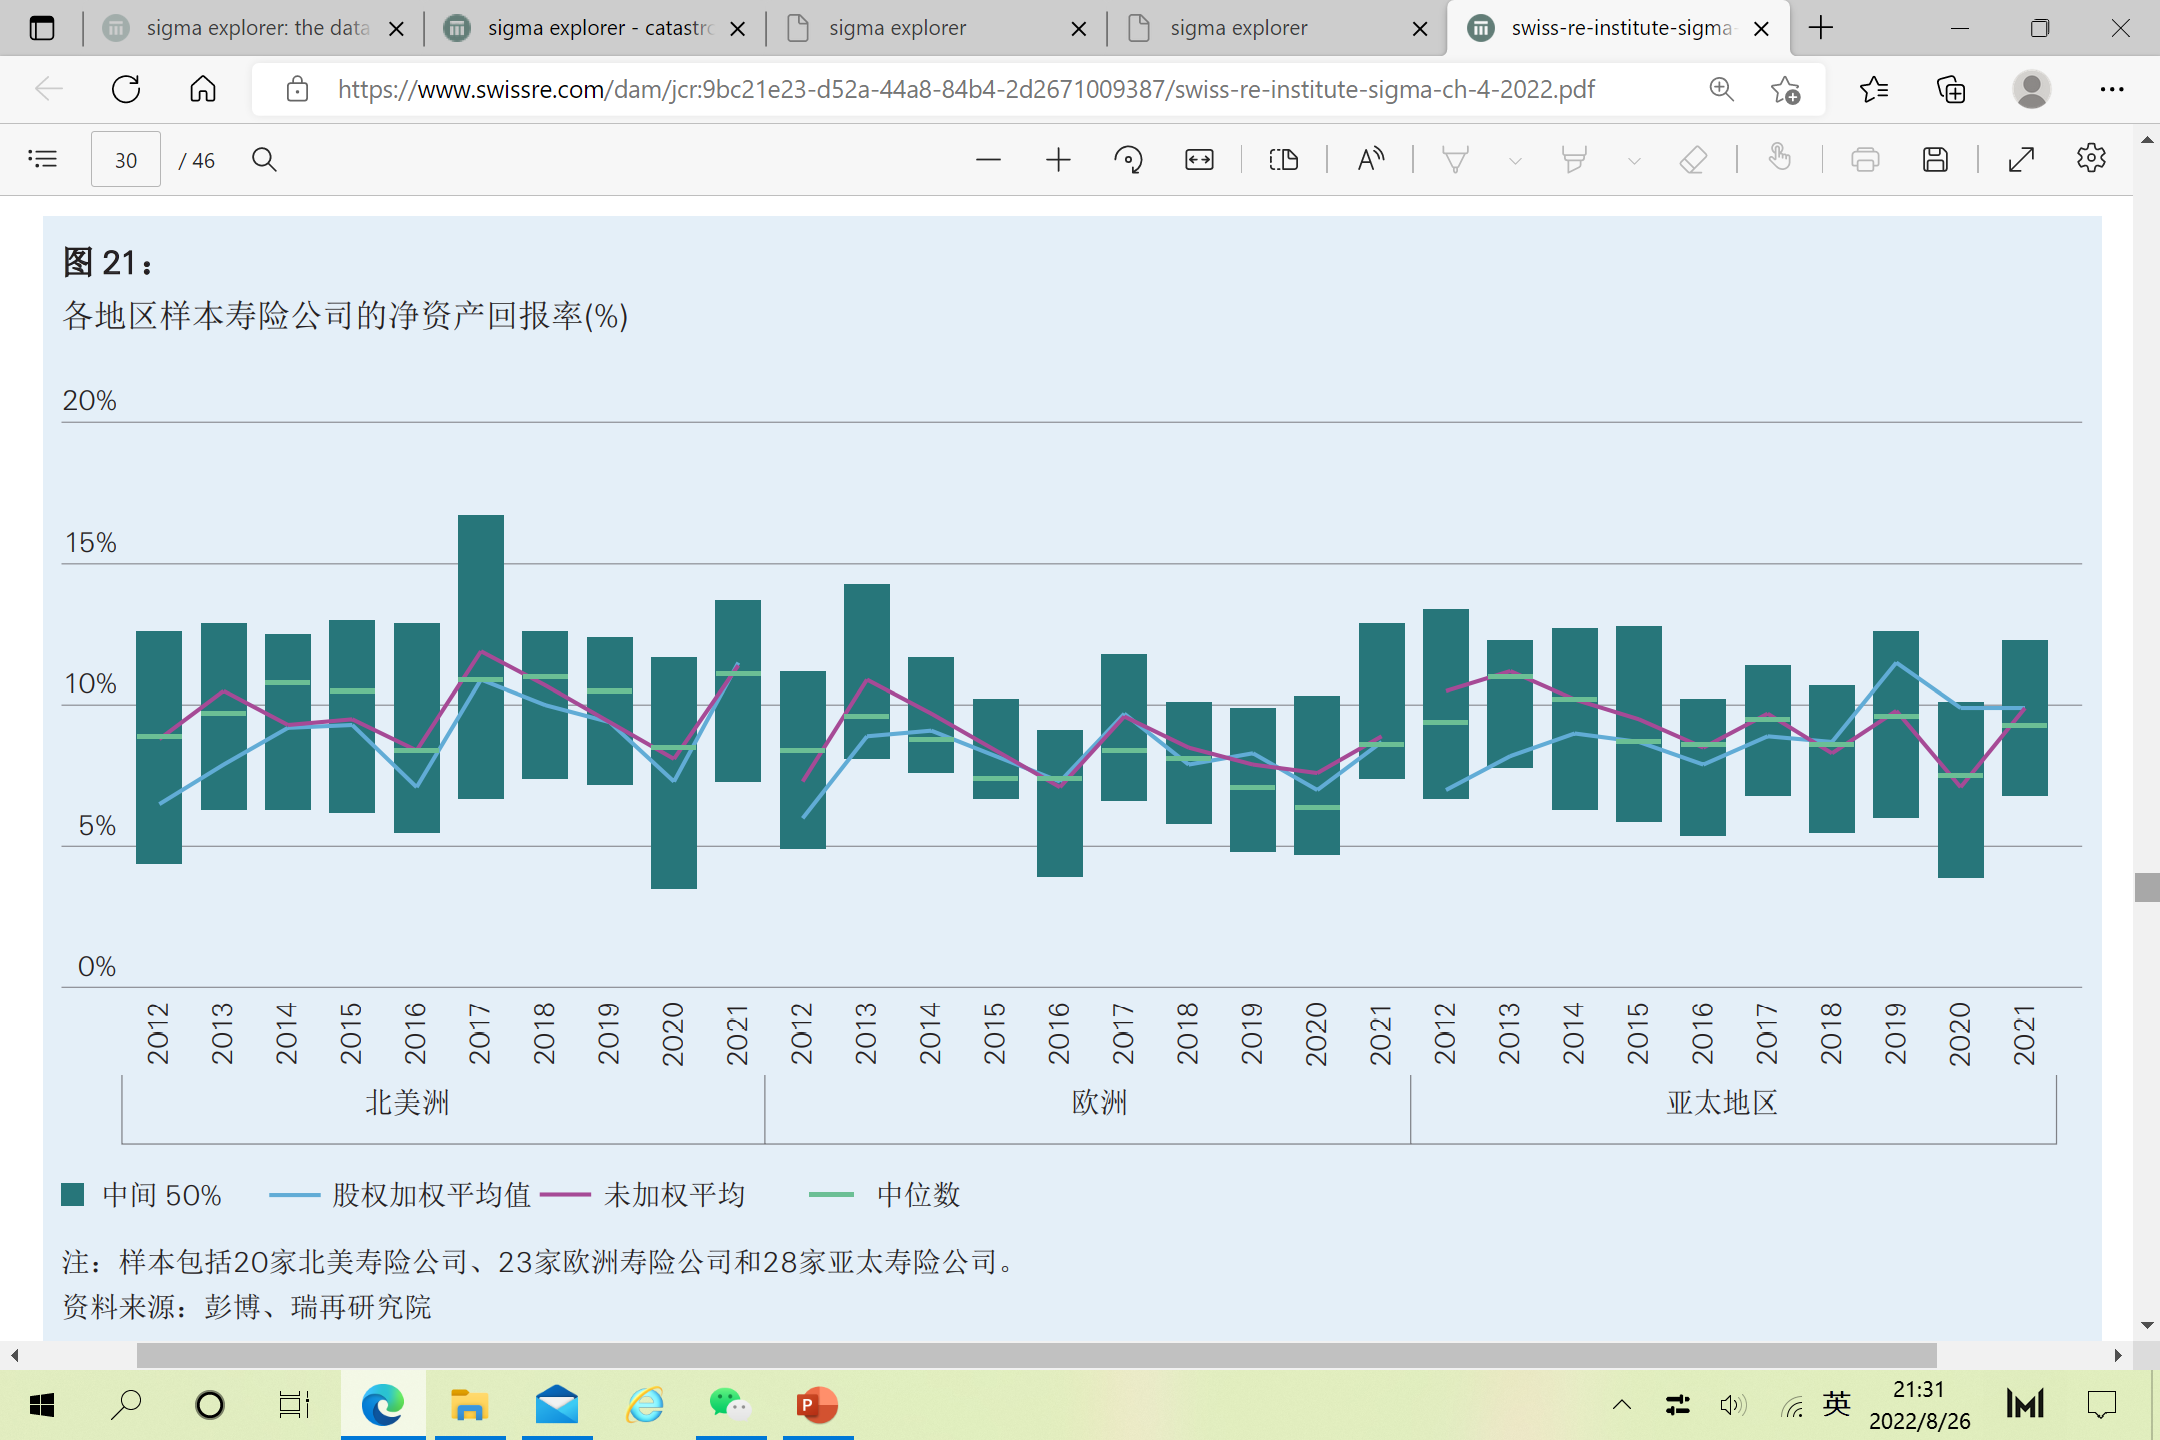 sigma explorer: the data
sigma explorer - catastro
sigma explorer
sigma explorer
swiss-re-institute-sigma-
https://www.swissre.com/dam/jcr:9bc21e23-d52a-44a8-84b4-2d2671009387/swiss-re-institute-sigma-ch-4-2022.pdf
30 / 46
图 21：
各地区样本寿险公司的净资产回报率(%)
20%
15%
10%
5%
0%
2012 2013 2014 2015 2016 2017 2018 2019 2020 2021 2012 2013 2014 2015 2016 2017 2018 2019 2020 2021 2012 2013 2014 2015 2016 2017 2018 2019 2020 2021
北美洲 欧洲 亚太地区
中间 50% 股权加权平均值 未加权平均 中位数
注：样本包括20家北美寿险公司、23家欧洲寿险公司和28家亚太寿险公司。
资料来源：彭博、瑞再研究院
英
21:31
2022/8/26